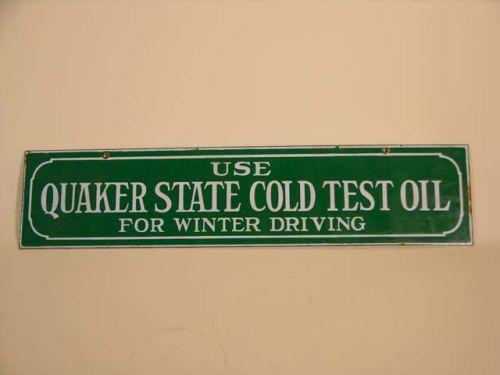 USE
QUAKER STATE COLD TEST OIL
FOR WINTER DRIVING